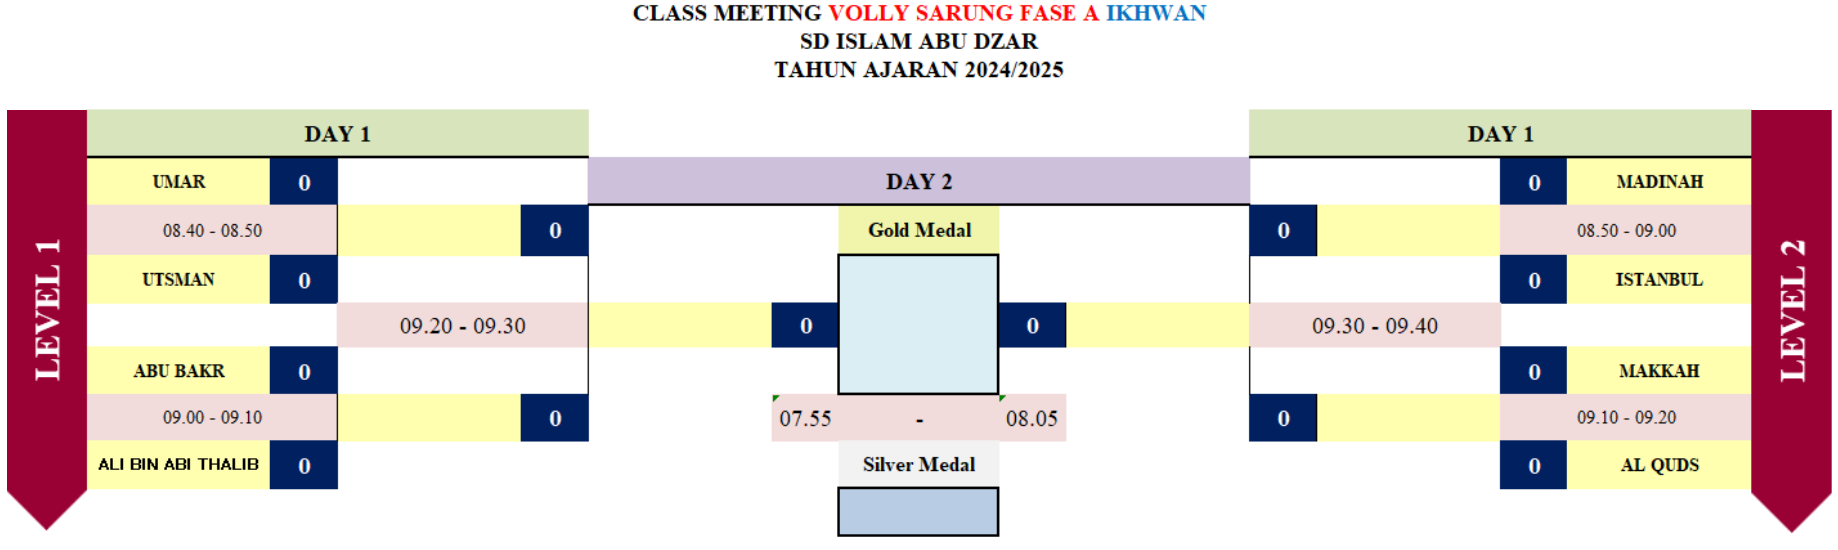 CLASS MEETING VOLLY SARUNG FASE A IKHWAN
SD ISLAM ABU DZAR
TAHUN AJARAN 2024/2025
LEVEL 1
DAY 1
DAY 1
LEVEL 2
UMAR 0
DAY 2
0 MADINAH
08.40 - 08.50
0
Gold Medal
0
08.50 - 09.00
UTSMAN 0
0 ISTANBUL
09.20 - 09.30
0
0
09.30 - 09.40
ABU BAKR 0
0 MAKKAH
09.00 - 09.10
0
07.55 - 08.05
0
09.10 - 09.20
ALI BIN ABI THALIB 0
Silver Medal
0 AL QUDS